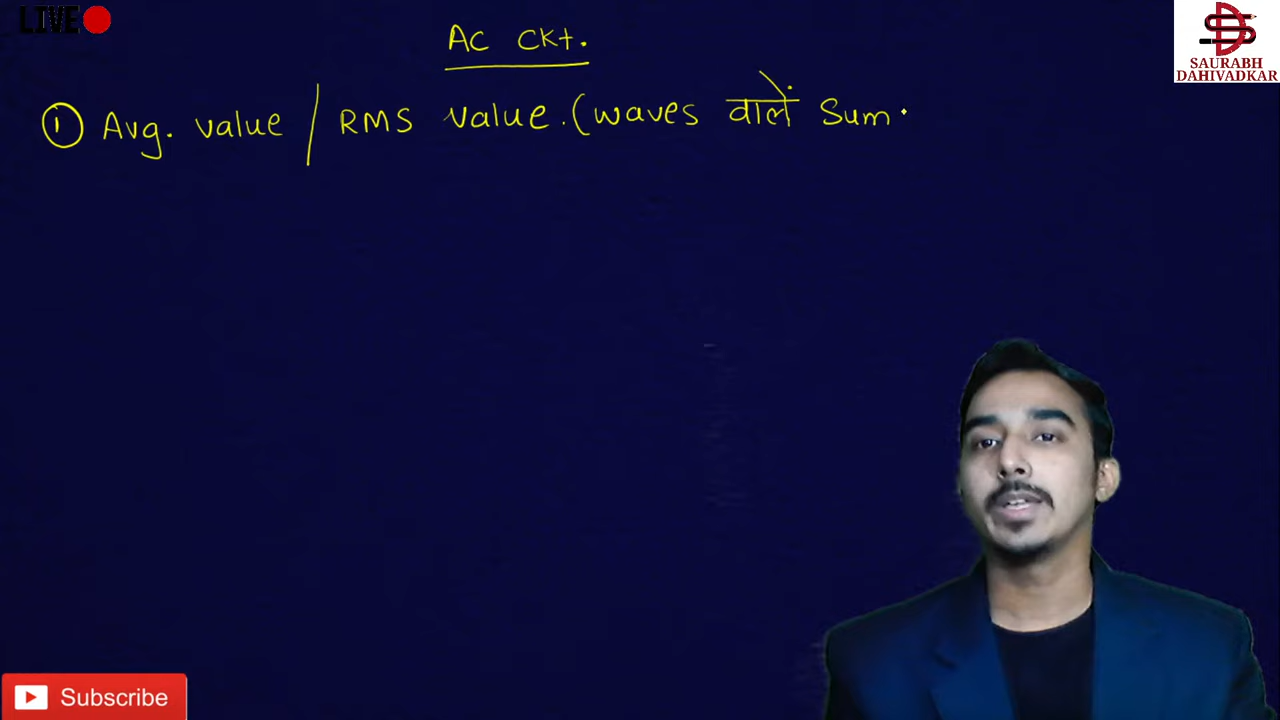 LIVE
SAURABH
DAHIVADKAR
AC CKt.
① Avg. value / RMS value. (waves वाले Sum.
Subscribe